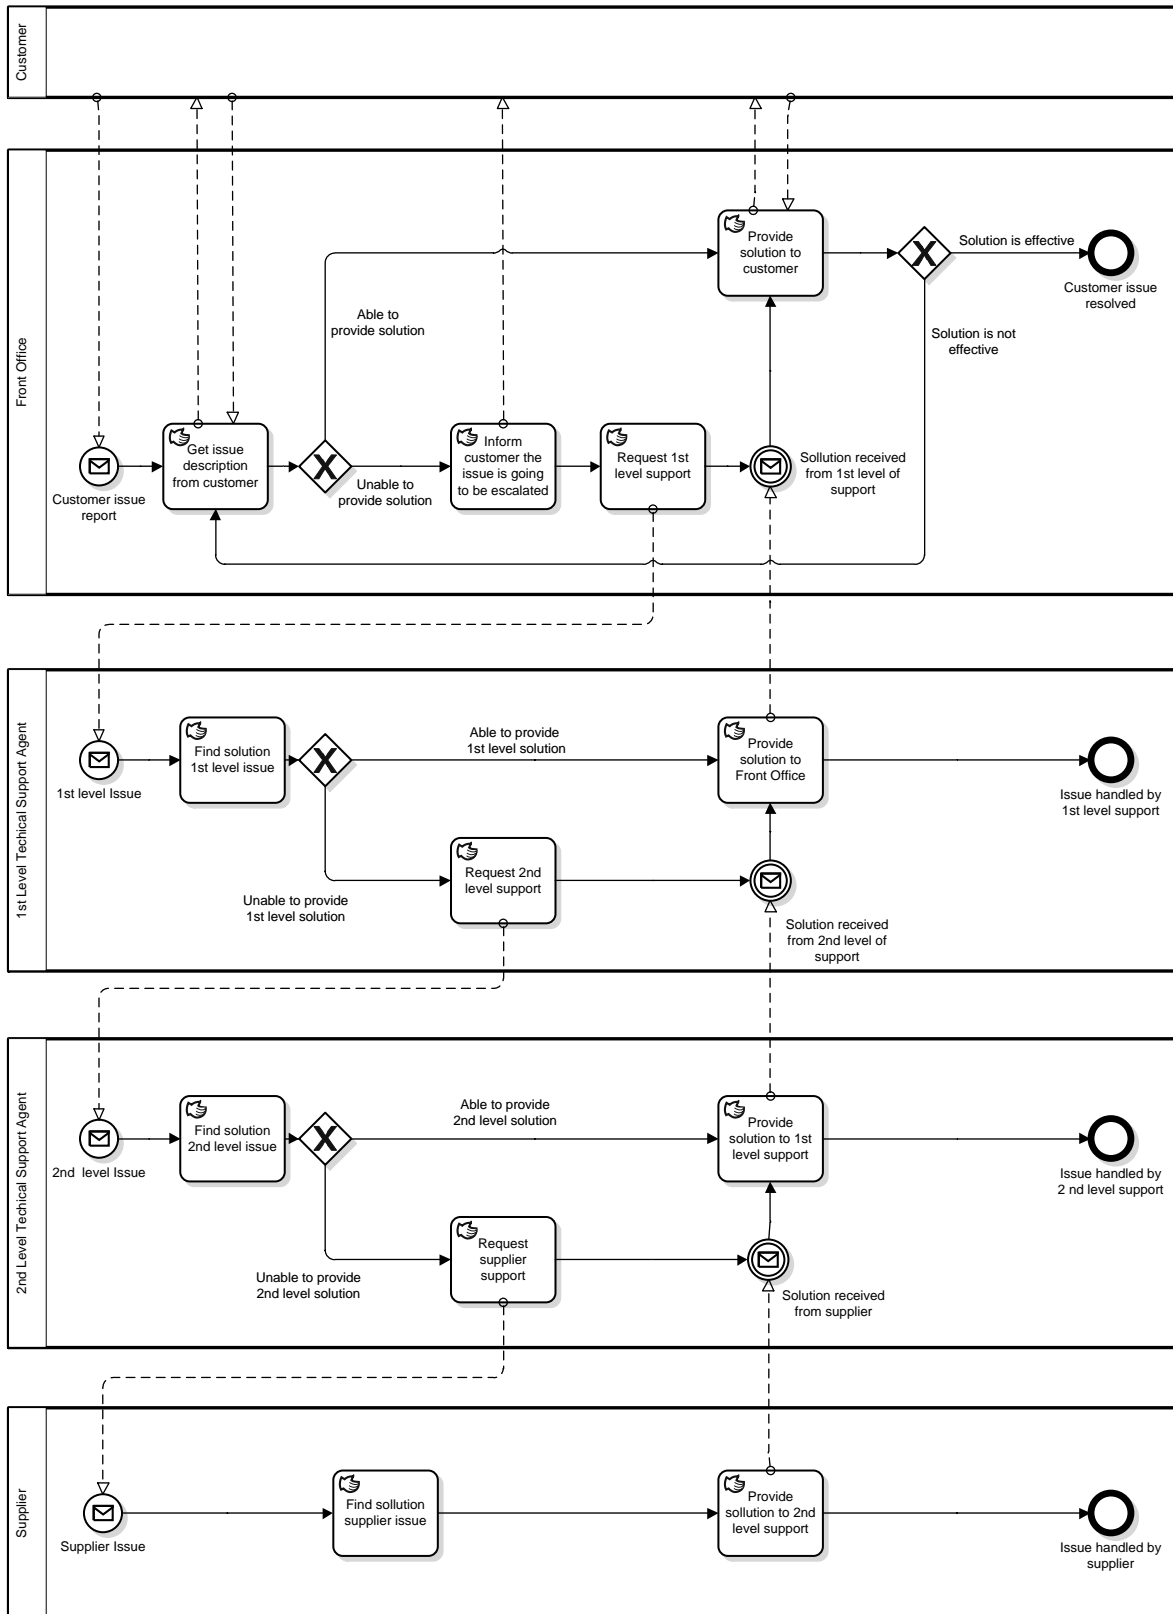 Customer
Front Office
Provide
solution to
customer
Solution is effective
Customer issue
resolved
Able to
provide solution
Solution is not
effective
Get issue
description
from customer
Inform
customer the
issue is going
to be escalated
Request 1st
level support
Sollution received
from 1st level of
support
Unable to
provide solution
Customer issue
report
1st Level Techical Support Agent
Find solution
1st level issue
Able to provide
1st level solution
Provide
solution to
Front Office
1st level Issue
Issue handled by
1st level support
Request 2nd
level support
Unable to provide
1st level solution
Solution received
from 2nd level of
support
2nd Level Techical Support Agent
Find solution
2nd level issue
Able to provide
2nd level solution
Provide
solution to 1st
level support
2nd  level Issue
Issue handled by
2 nd level support
Request
supplier
support
Unable to provide
2nd level solution
Solution received
from supplier
Supplier
Find sollution
supplier issue
Provide
sollution to 2nd
level support
Supplier Issue
Issue handled by
supplier